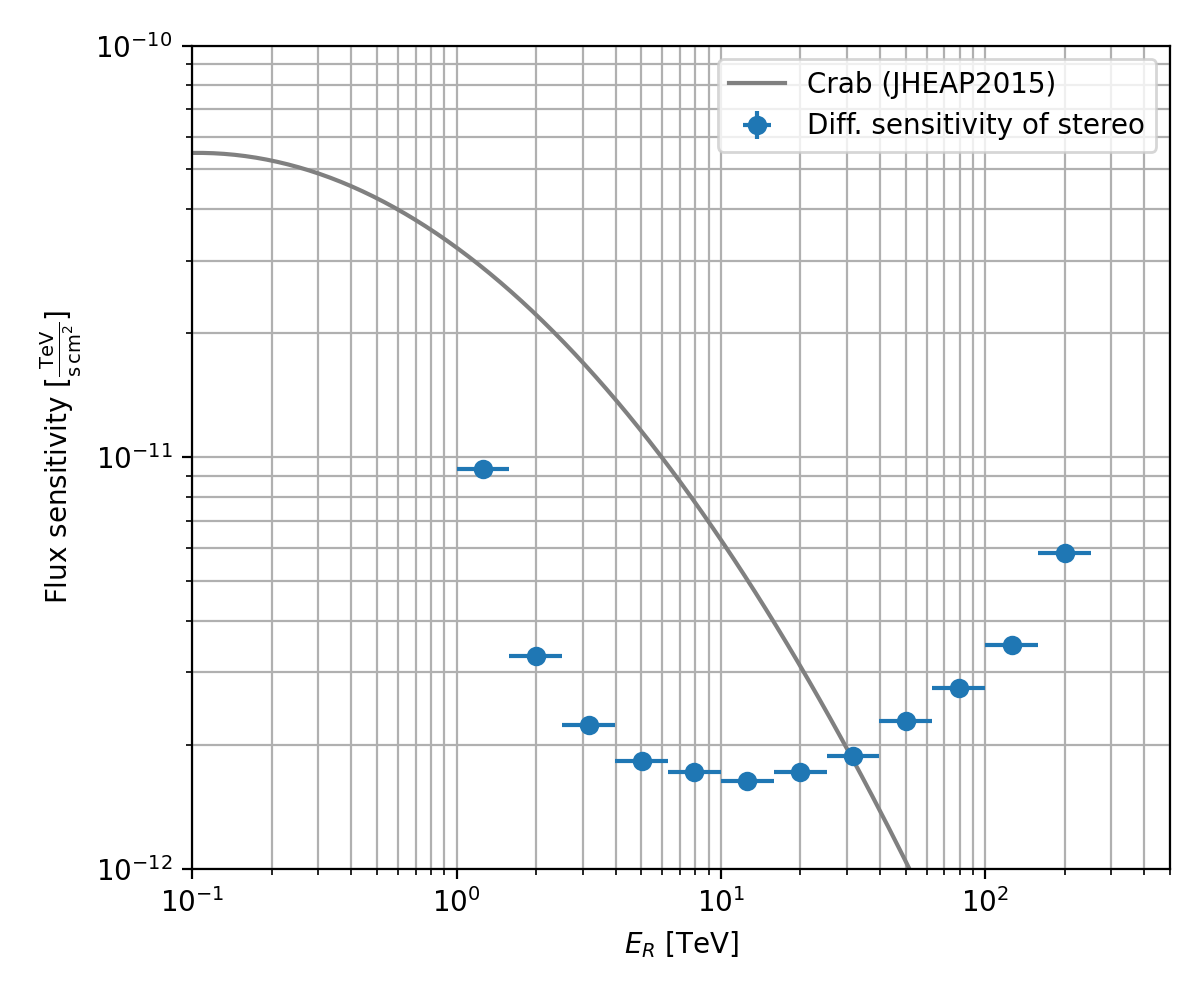 10⁻¹⁰
Crab (JHEAP2015)
Diff. sensitivity of stereo
Flux sensitivity [TeV / s cm²]
10⁻¹¹
10⁻¹²
10⁻¹ 10⁰ 10¹ 10²
E_R [TeV]